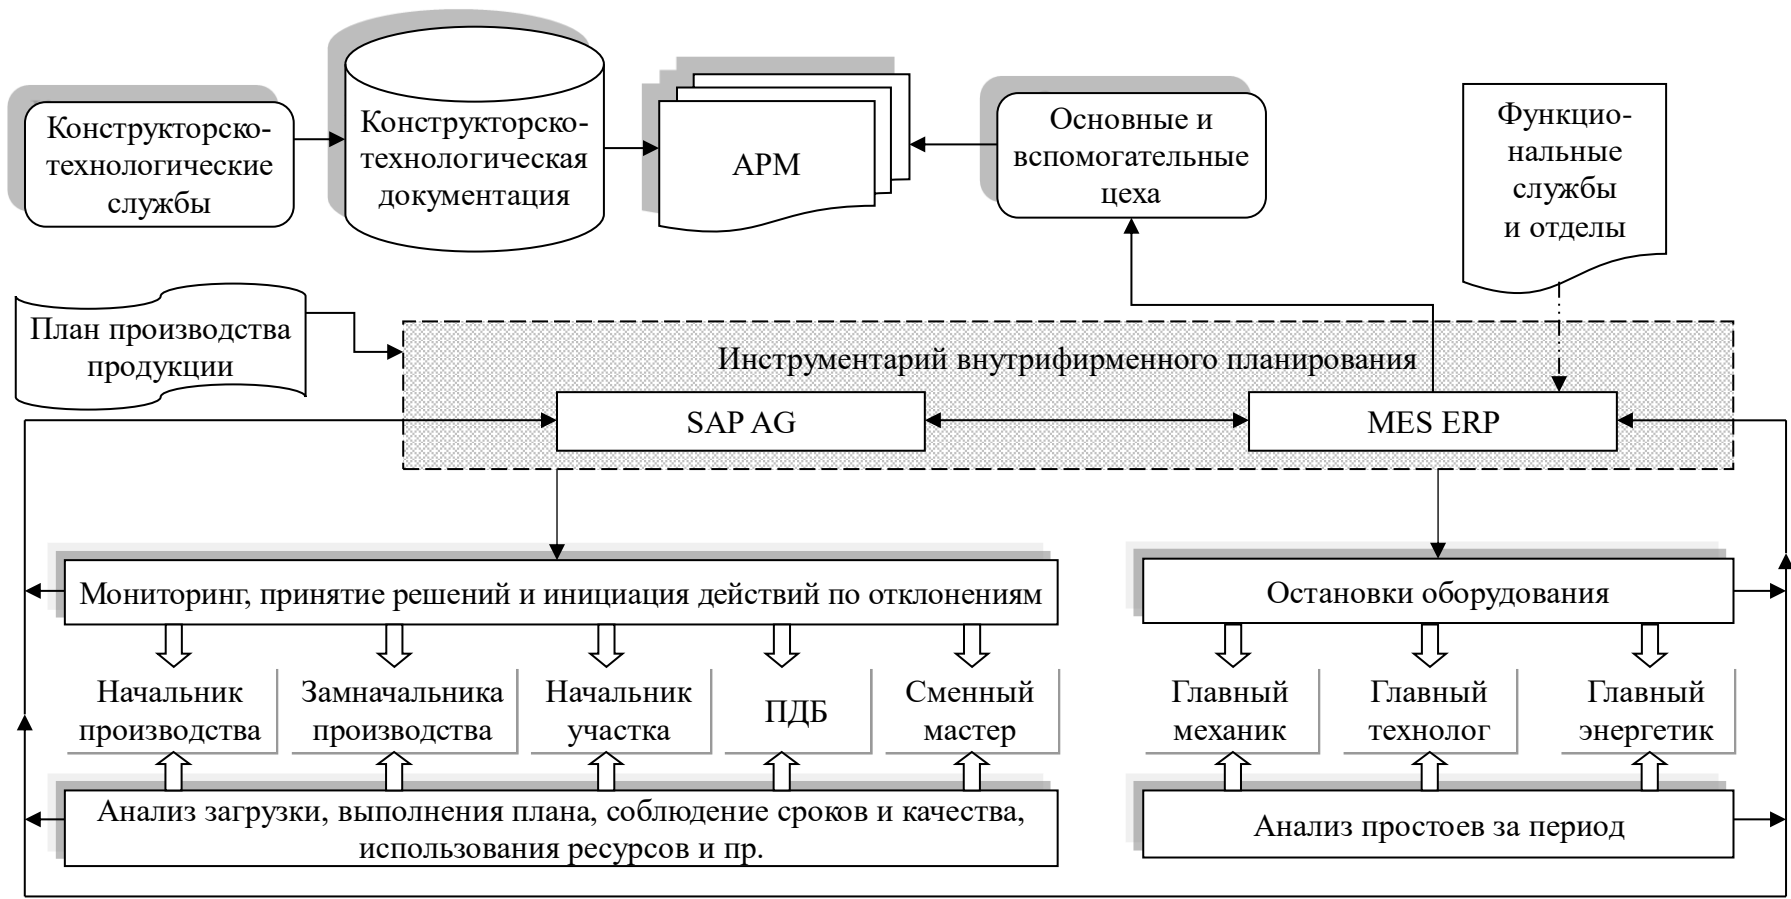 Конструкторско-
технологические
службы
Конструкторско-
технологическая
документация
АРМ
Основные и
вспомогательные
цеха
Функцио-
нальные
службы
и отделы
План производства
продукции
Инструментарий внутрифирменного планирования
SAP AG
MES ERP
Мониторинг, принятие решений и инициация действий по отклонениям
Остановки оборудования
Начальник
производства
Замначальника
производства
Начальник
участка
ПДБ
Сменный
мастер
Главный
механик
Главный
технолог
Главный
энергетик
Анализ загрузки, выполнения плана, соблюдение сроков и качества,
использования ресурсов и пр.
Анализ простоев за период